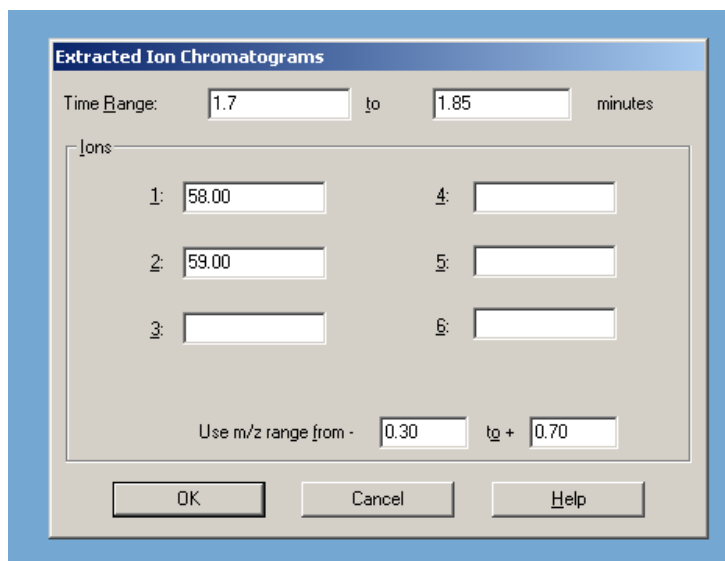 Extracted Ion Chromatograms
Time Range: 1.7 to 1.85 minutes
Ions
1: 58.00 4:
2: 59.00 5:
3: 6:
Use m/z range from - 0.30 to + 0.70
OK Cancel Help